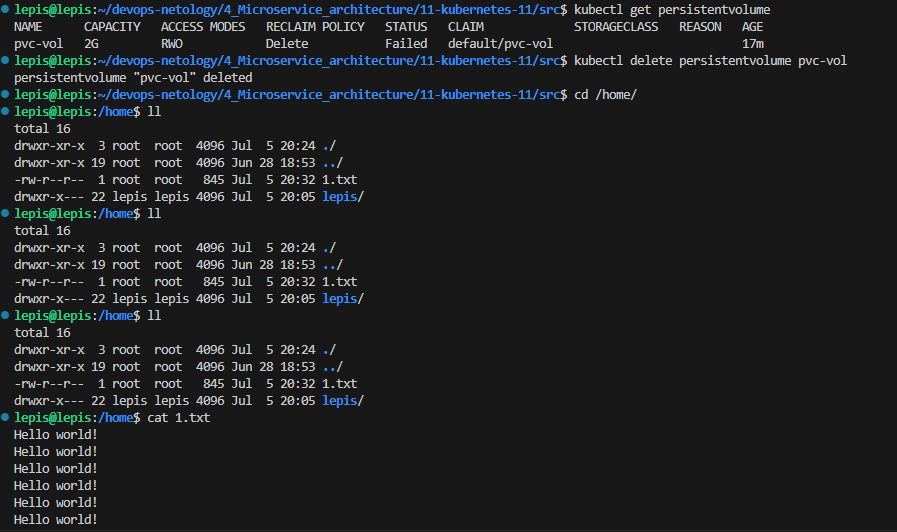 lepis@lepis:~/devops-netology/4_Microservice_architecture/11-kubernetes-11/src$ kubectl get persistentvolume
NAME      CAPACITY   ACCESS MODES   RECLAIM POLICY   STATUS   CLAIM             STORAGECLASS   REASON   AGE
pvc-vol   2G         RWO            Delete           Failed   default/pvc-vol                           17m
lepis@lepis:~/devops-netology/4_Microservice_architecture/11-kubernetes-11/src$ kubectl delete persistentvolume pvc-vol
persistentvolume "pvc-vol" deleted
lepis@lepis:~/devops-netology/4_Microservice_architecture/11-kubernetes-11/src$ cd /home/
lepis@lepis:/home$ ll
total 16
drwxr-xr-x  3 root  root  4096 Jul  5 20:24 ./
drwxr-xr-x 19 root  root  4096 Jun 28 18:53 ../
-rw-r--r--  1 root  root   845 Jul  5 20:32 1.txt
drwxr-x--- 22 lepis lepis 4096 Jul  5 20:05 lepis/
lepis@lepis:/home$ ll
total 16
drwxr-xr-x  3 root  root  4096 Jul  5 20:24 ./
drwxr-xr-x 19 root  root  4096 Jun 28 18:53 ../
-rw-r--r--  1 root  root   845 Jul  5 20:32 1.txt
drwxr-x--- 22 lepis lepis 4096 Jul  5 20:05 lepis/
lepis@lepis:/home$ ll
total 16
drwxr-xr-x  3 root  root  4096 Jul  5 20:24 ./
drwxr-xr-x 19 root  root  4096 Jun 28 18:53 ../
-rw-r--r--  1 root  root   845 Jul  5 20:32 1.txt
drwxr-x--- 22 lepis lepis 4096 Jul  5 20:05 lepis/
lepis@lepis:/home$ cat 1.txt
Hello world!
Hello world!
Hello world!
Hello world!
Hello world!
Hello world!